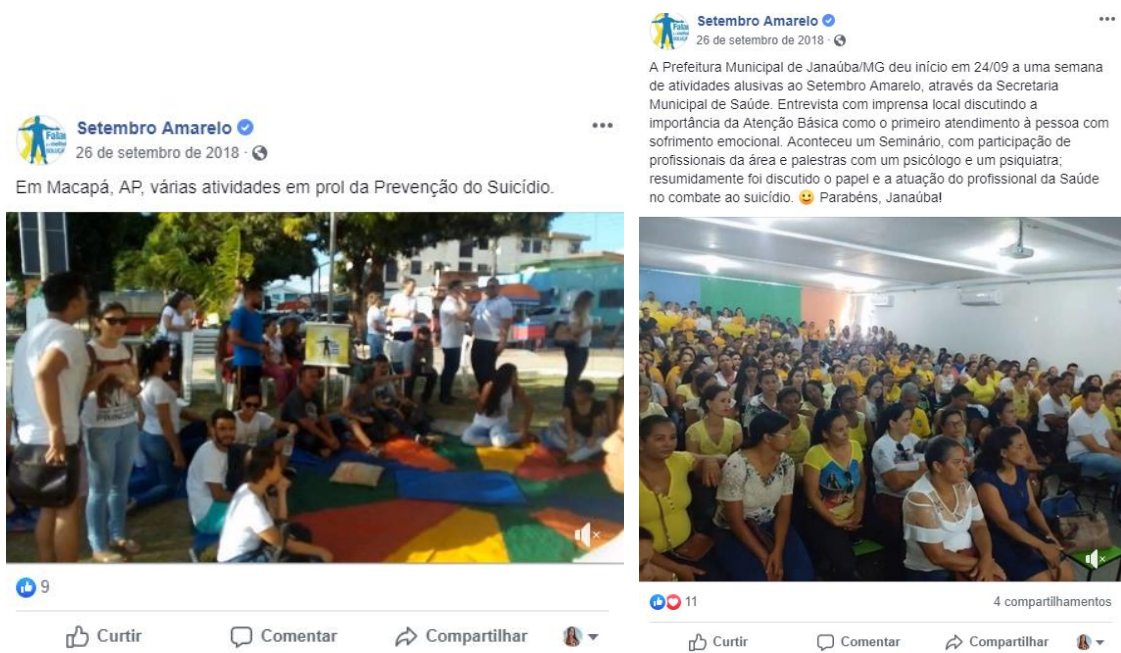 Setembro Amarelo
26 de setembro de 2018 ·
Em Macapá, AP, várias atividades em prol da Prevenção do Suicídio.
9
Curtir Comentar Compartilhar
Setembro Amarelo
26 de setembro de 2018 ·
A Prefeitura Municipal de Janaúba/MG deu início em 24/09 a uma semana
de atividades alusivas ao Setembro Amarelo, através da Secretaria
Municipal de Saúde. Entrevista com imprensa local discutindo a
importância da Atenção Básica como o primeiro atendimento à pessoa com
sofrimento emocional. Aconteceu um Seminário, com participação de
profissionais da área e palestras com um psicólogo e um psiquiatra;
resumidamente foi discutido o papel e a atuação do profissional da Saúde
no combate ao suicídio. 🙂 Parabéns, Janaúba!
11 4 compartilhamentos
Curtir Comentar Compartilhar